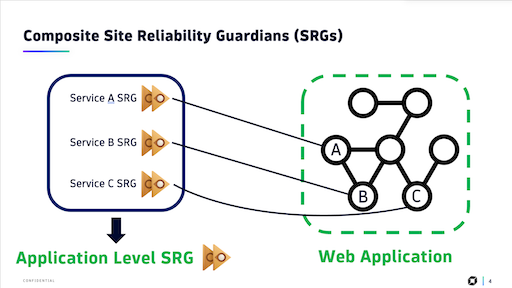 Composite Site Reliability Guardians (SRGs)
Service A SRG
Service B SRG
Service C SRG
A
B
C
Application Level SRG
Web Application
CONFIDENTIAL
4